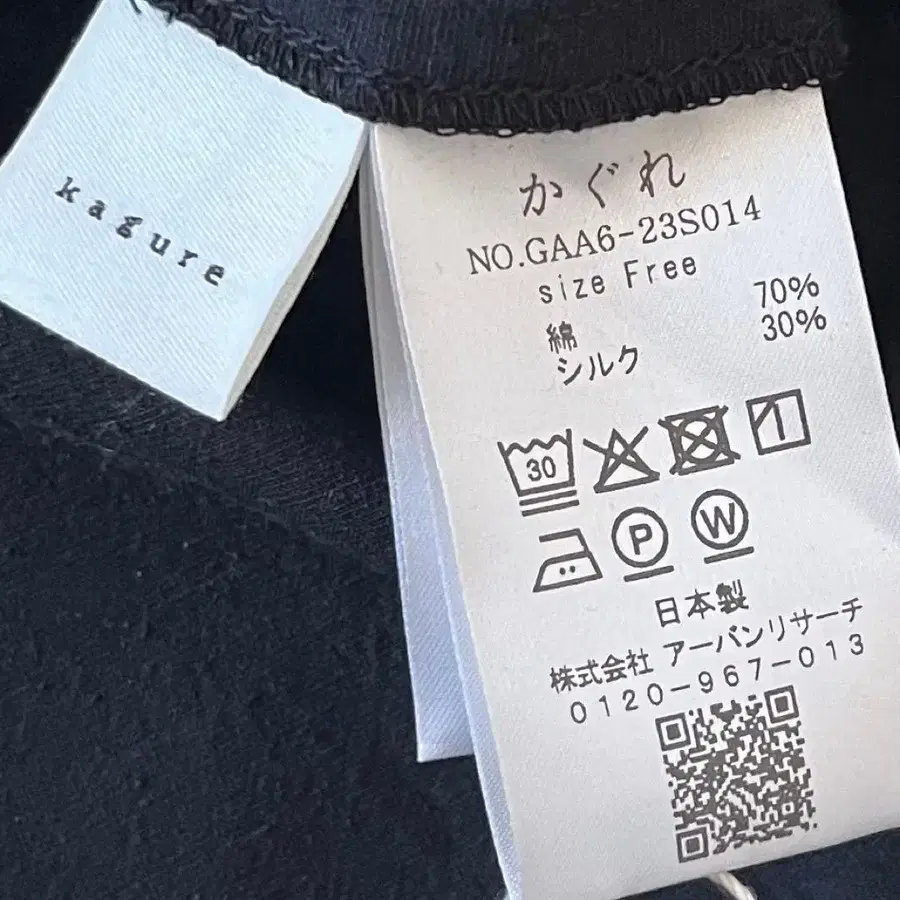 kagure
かぐれ
NO.GAA6-23S014
size Free
綿 70%
シルク 30%
30
P W
日本製
株式会社 アーバンリサーチ
0120-967-013